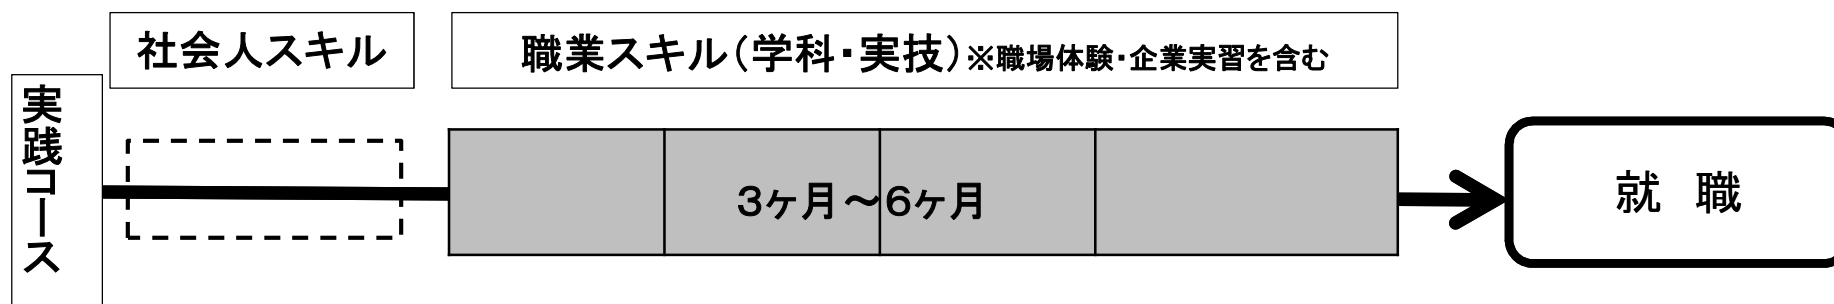 社会人スキル
職業スキル(学科・実技)※職場体験・企業実習を含む
実践コース
3ヶ月～6ヶ月
就 職